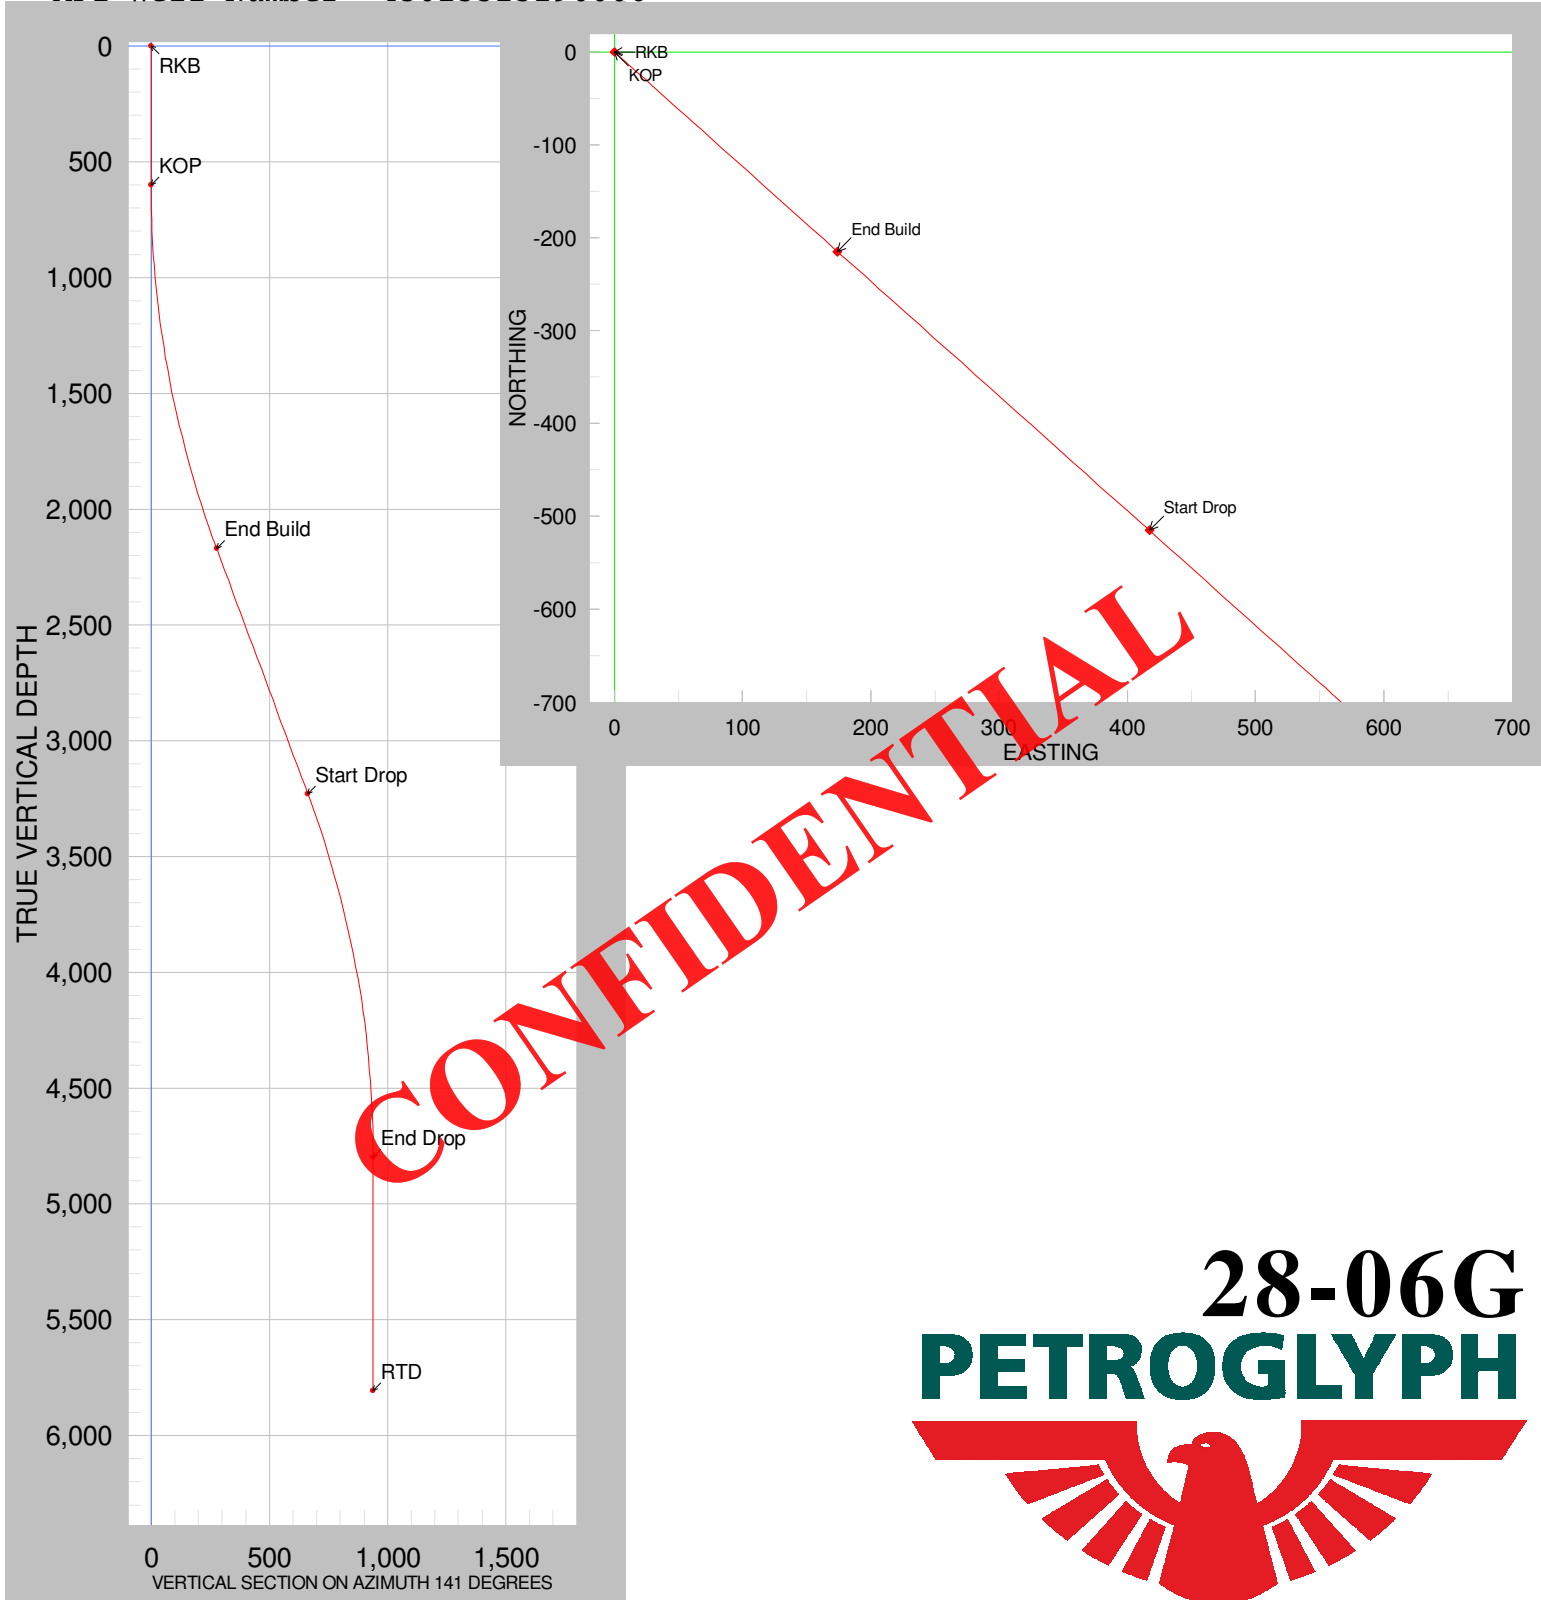 0
RKB
500
KOP
1,000
1,500
2,000
End Build
2,500
3,000
Start Drop
3,500
4,000
4,500
End Drop
5,000
5,500
RTD
6,000
TRUE VERTICAL DEPTH
0 500 1,000 1,500
VERTICAL SECTION ON AZIMUTH 141 DEGREES
0
RKB
KOP
-100
-200
End Build
-300
-400
-500
Start Drop
-600
-700
NORTHING
0 100 200 300 400 500 600 700
EASTING
CONFIDENTIAL
28-06G
PETROGLYPH